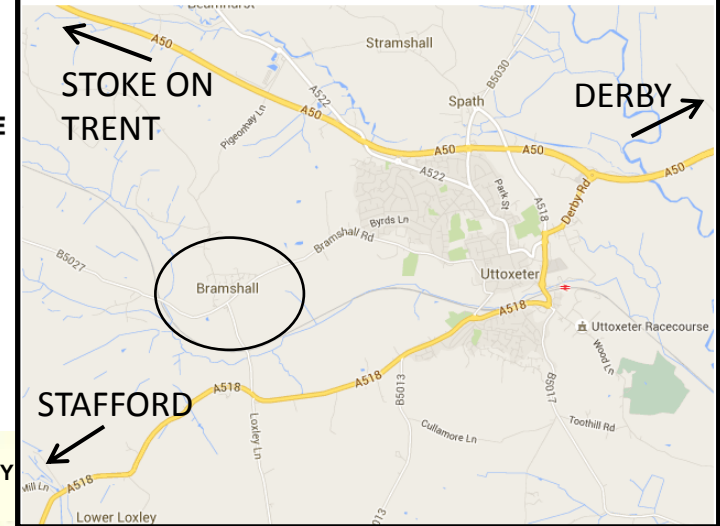 Stramshall
A50
B5030
STOKE ON
TRENT
A522
DERBY
Spath
E
A50
Pigeonhay Ln
A50
A50
A50
A522
Park St
A518
Derby Rd
Byrds Ln
Bramshall Rd
B5027
Uttoxeter
Bramshall
A518
Uttoxeter Racecourse
Wood Ln
A518
B5013
B5017
STAFFORD
A518
Loxley Ln
Cullamore Ln
Toothill Rd
Y
Mill Ln
A518
Lower Loxley